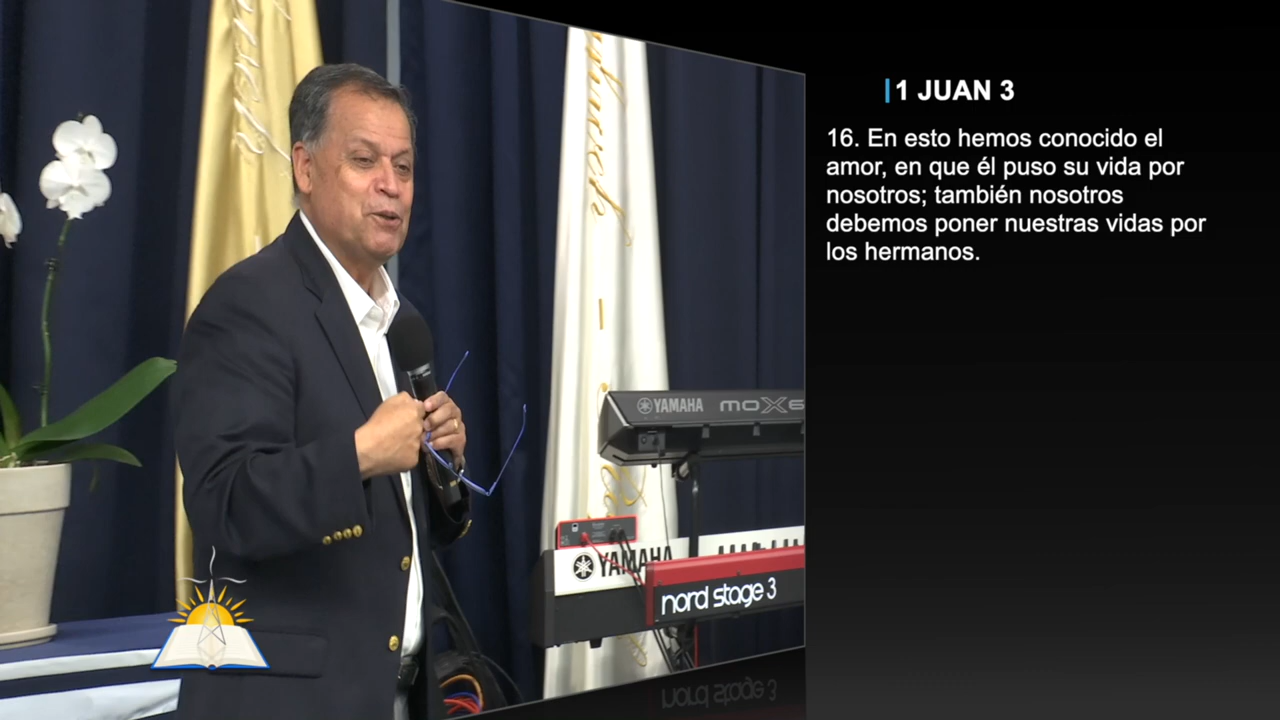 1 JUAN 3
16. En esto hemos conocido el
amor, en que él puso su vida por
nosotros; también nosotros
debemos poner nuestras vidas por
los hermanos.
YAMAHA MOX6
YAMAHA
nord stage 3